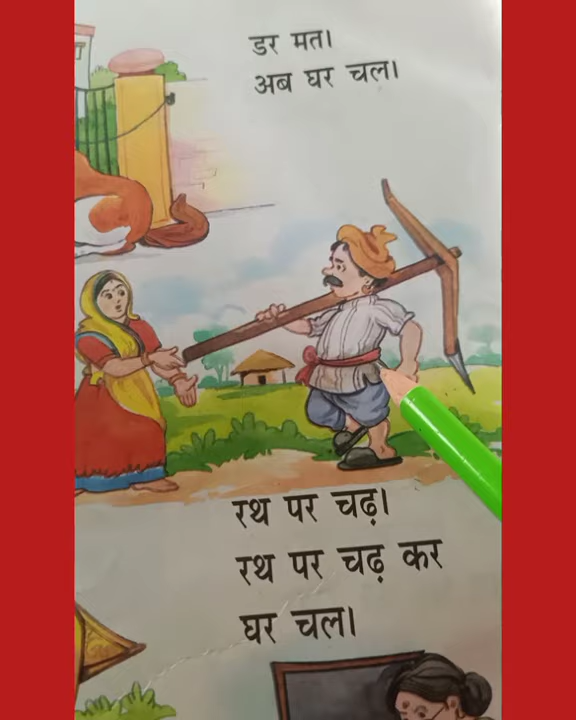 डर मत।
अब घर चल।
रथ पर चढ़।
रथ पर चढ़ कर
घर चल।